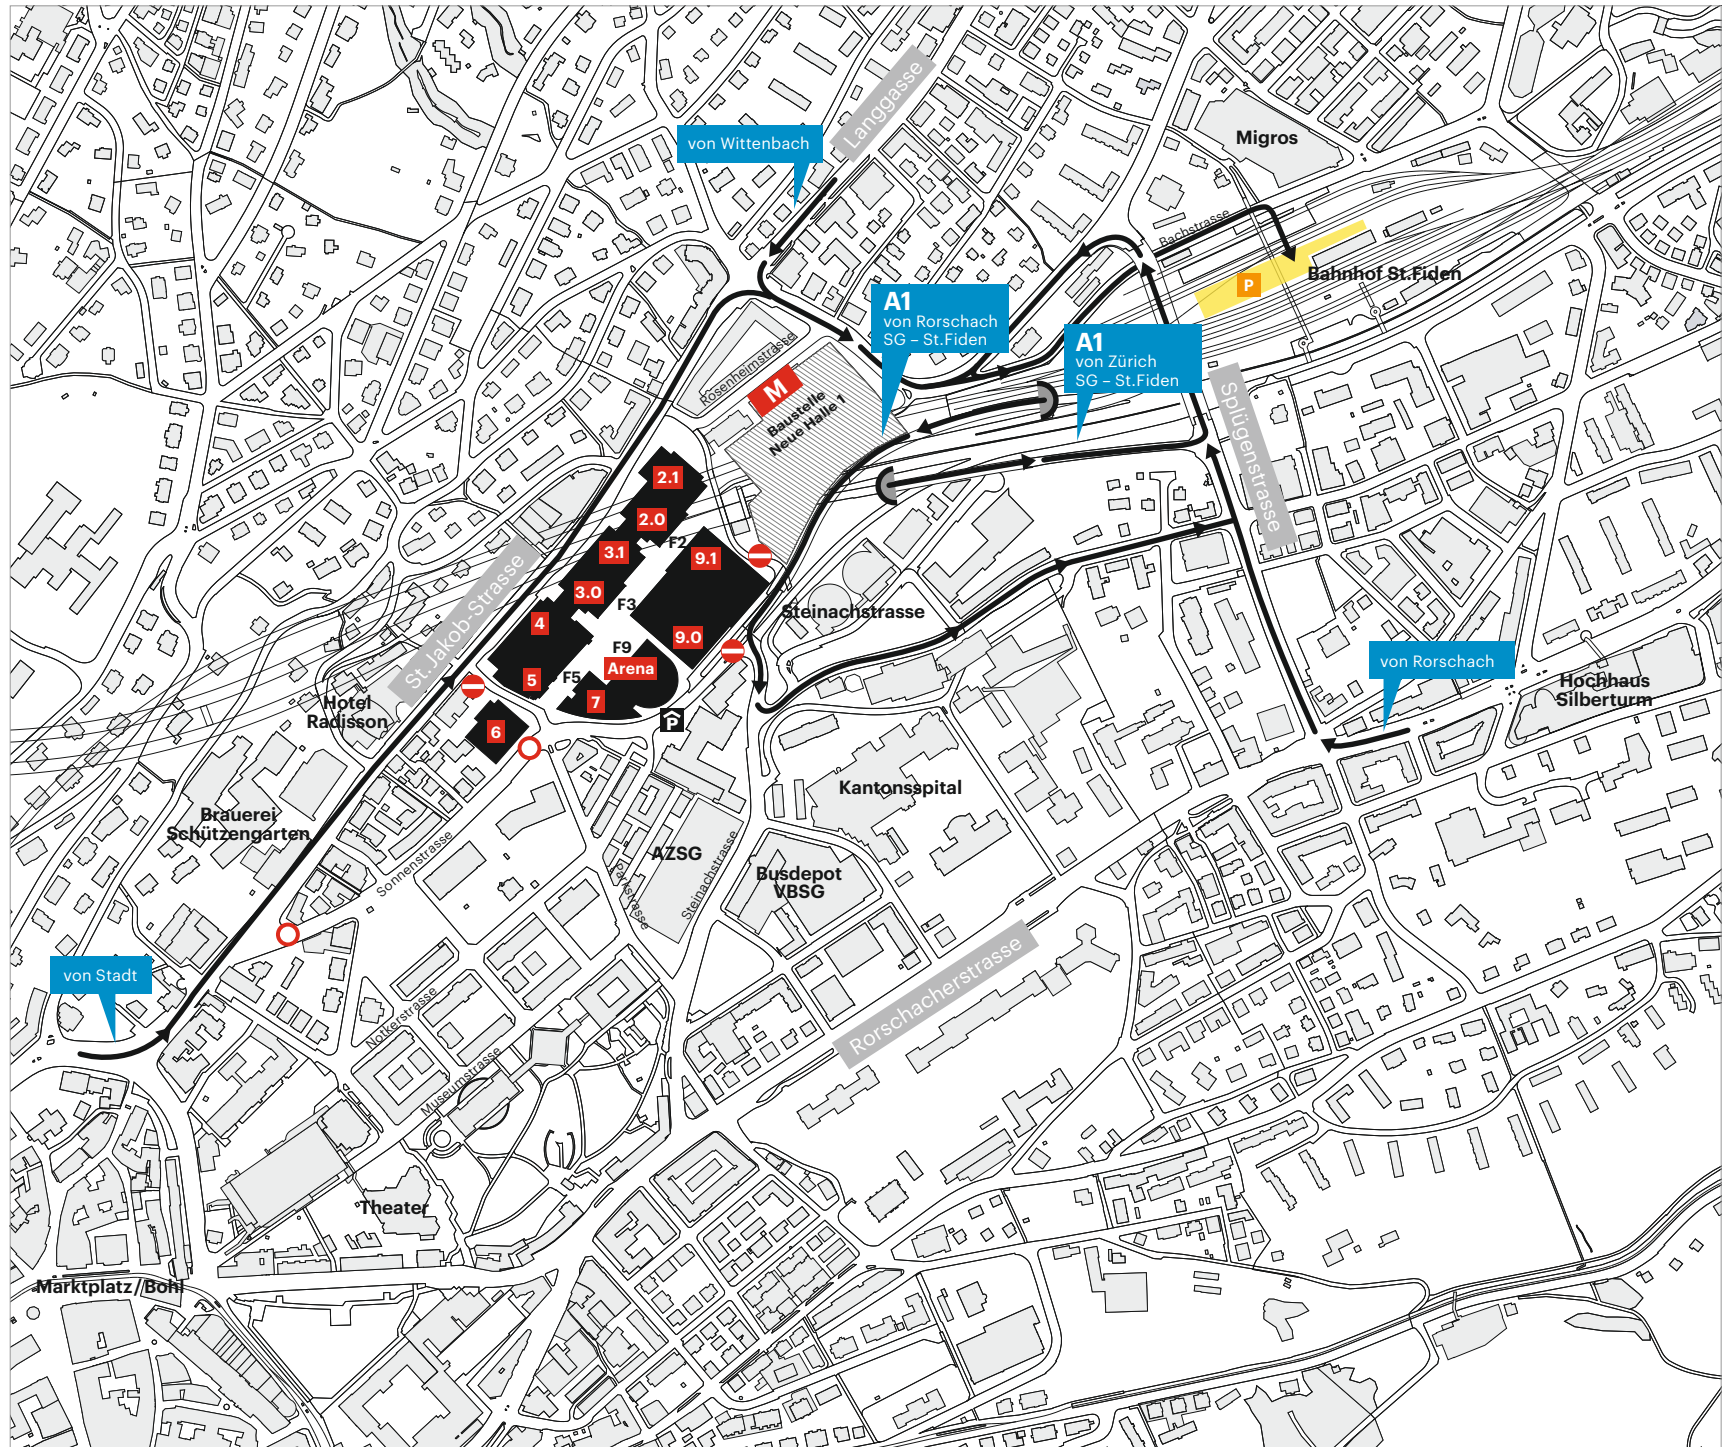 Langgasse
von Wittenbach
Migros
Bachstrasse
Bahnhof St.Fiden
P
A1
von Rorschach
SG – St.Fiden
A1
von Zürich
SG – St.Fiden
Rosenheimstrasse
M
Baustelle
Neue Halle 1
Splügenstrasse
2.1
2.0
F2
3.1
9.1
3.0
F3
4
9.0
F9
Arena
5
F5
7
6
P
St.Jakob-Strasse
Steinachstrasse
von Rorschach
Hochhaus
Silberturm
Hotel
Radisson
Kantonsspital
Brauerei
Schützengarten
Sonnenstrasse
AZSG
Parkstrasse
Steinachstrasse
Busdepot
VBSG
Rorschacherstrasse
von Stadt
Notkerstrasse
Museumstrasse
Theater
Marktplatz/Bohl